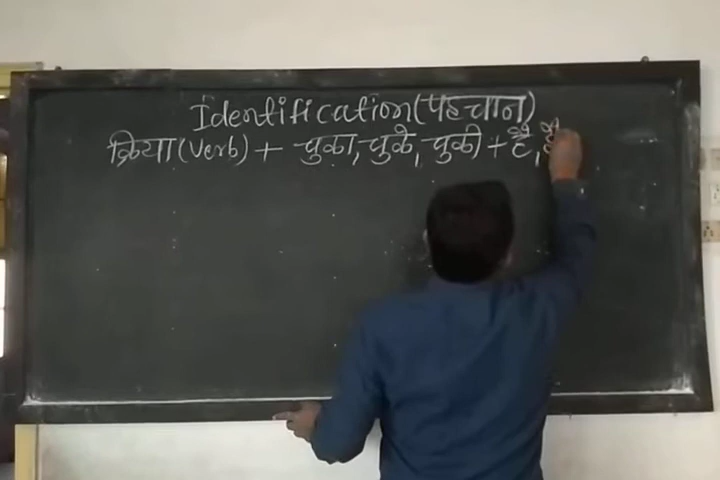 Identification(पहचान)
क्रिया(Verb) + चुका, चुके, चुकी + है,